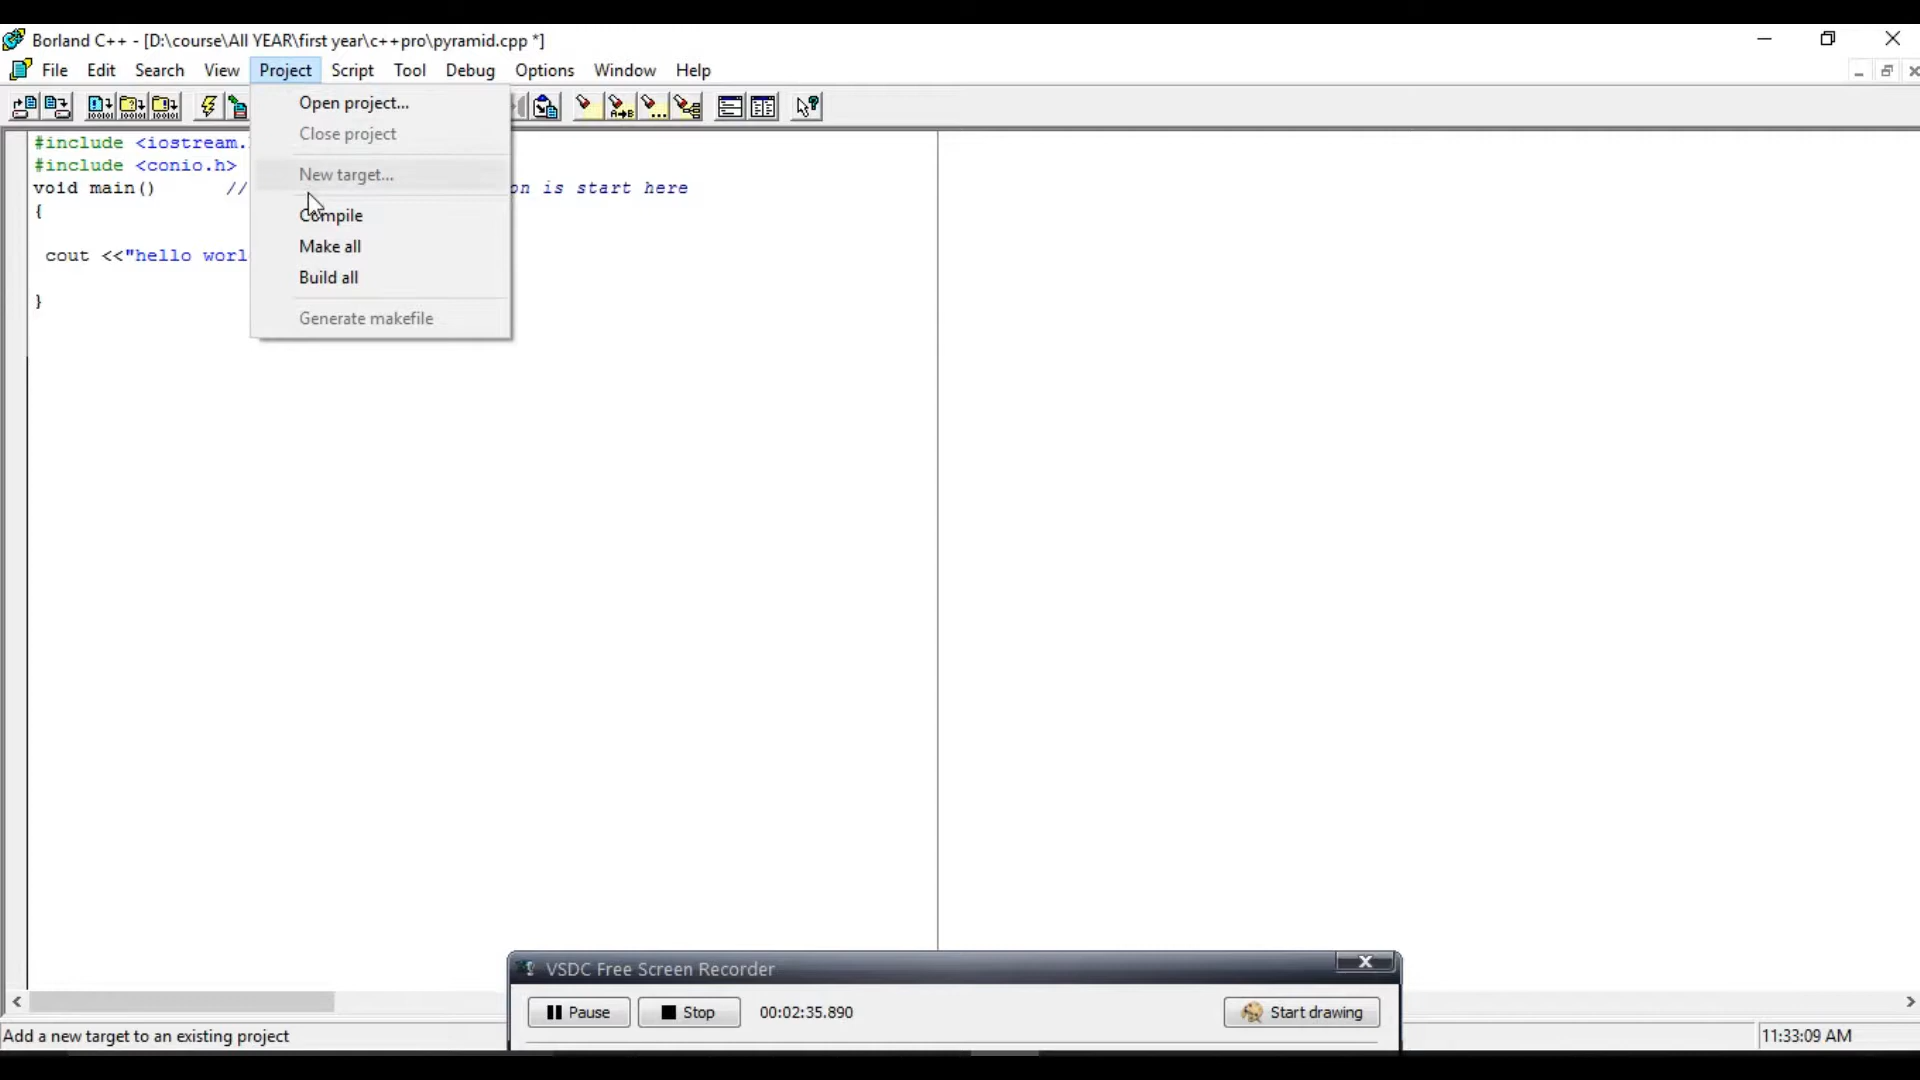 Borland C++ - [D:\course\All YEAR\first year\c++pro\pyramid.cpp *]
File Edit Search View Project Script Tool Debug Options Window Help
Open project...
Close project
New target...
Compile
Make all
Build all
Generate makefile
#include <iostream.
#include <conio.h>
void main() // on is start here
{
cout <<"hello worl
}
VSDC Free Screen Recorder
Pause Stop 00:02:35.890 Start drawing
Add a new target to an existing project 11:33:09 AM